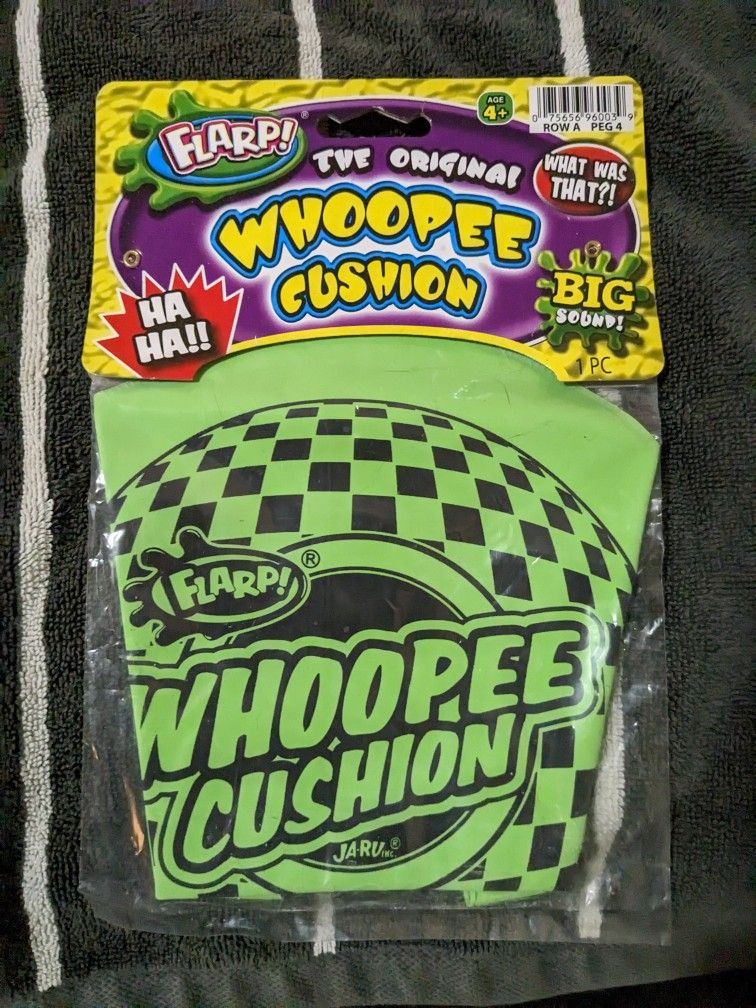 FLARP!®
THE ORIGINAL
WHOOPEE
CUSHION
AGE
4+
0 75656 96003 9
ROW A PEG 4
WHAT WAS
THAT?!
HA
HA!!
BIG
SOUND!
1 PC
FLARP!®
WHOOPEE
CUSHION
JA-RU® INC.